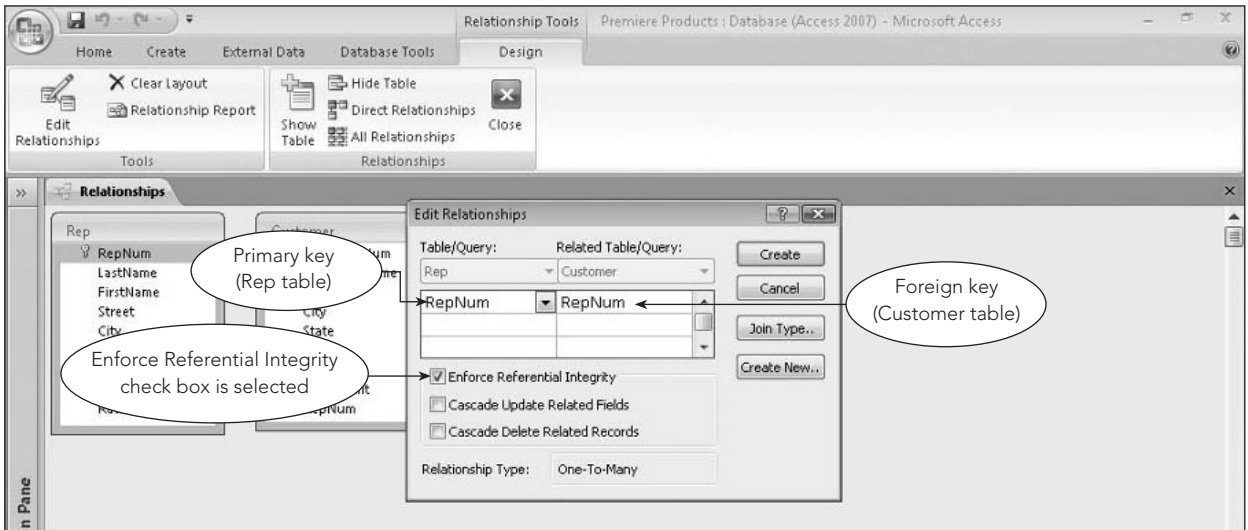 Relationship Tools
Premiere Products : Database (Access 2007) - Microsoft Access
Home Create External Data Database Tools Design
Edit Relationships
Clear Layout
Relationship Report
Tools
Show Table
Hide Table
Direct Relationships
All Relationships
Relationships
Close
Relationships
Rep
RepNum
LastName
FirstName
Street
City
Customer
City
State
Primary key
(Rep table)
Enforce Referential Integrity
check box is selected
Edit Relationships
Table/Query: Related Table/Query:
Rep Customer
RepNum RepNum
Enforce Referential Integrity
Cascade Update Related Fields
Cascade Delete Related Records
Relationship Type: One-To-Many
Create
Cancel
Join Type..
Create New..
Foreign key
(Customer table)
Pane